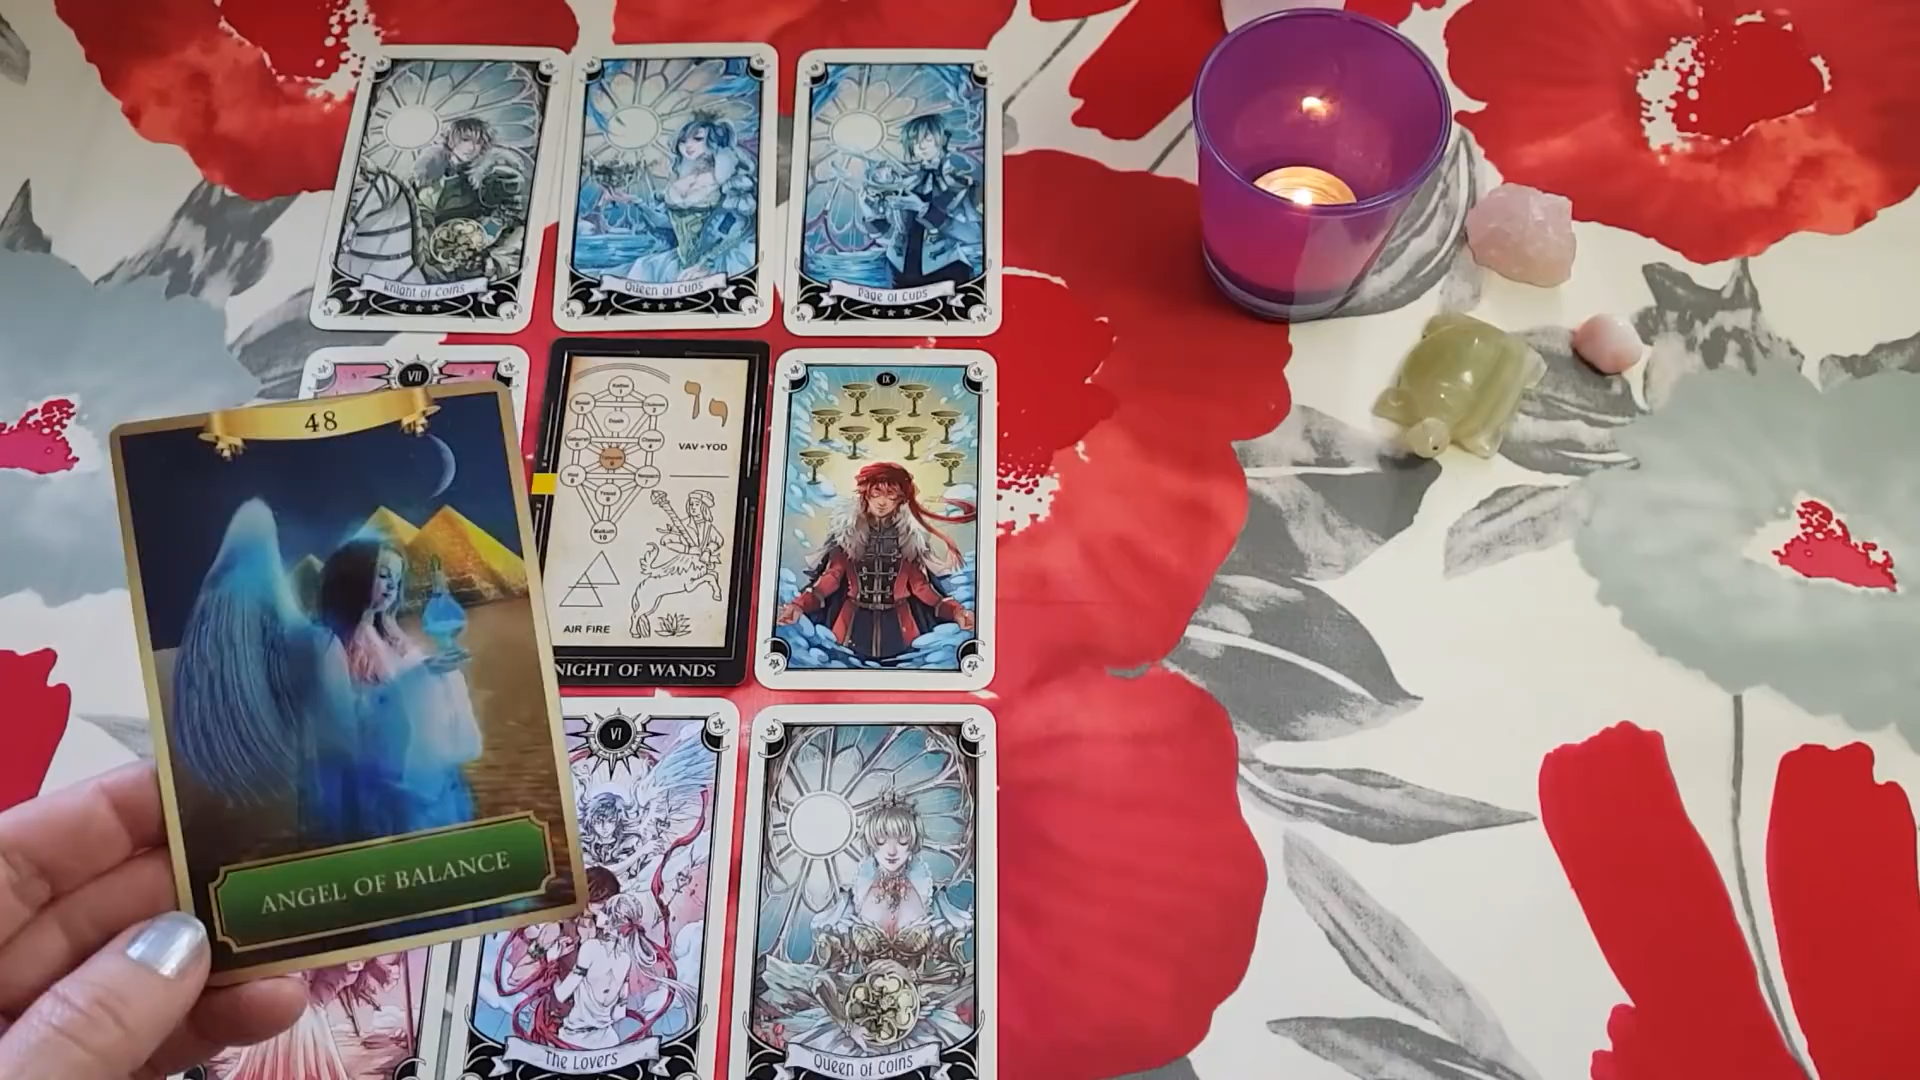 Knight of Coins
Queen of Cups
Page of Cups
VII
48
ANGEL OF BALANCE
VAV + YOD
AIR FIRE
NIGHT OF WANDS
IX
VI
The Lovers
Queen of Coins